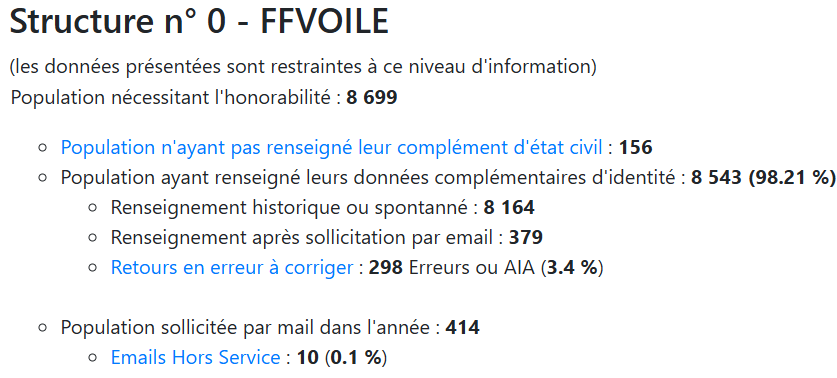 Structure n° 0 - FFVOILE
(les données présentées sont restraintes à ce niveau d'information)
Population nécessitant l'honorabilité : 8 699
Population n'ayant pas renseigné leur complément d'état civil : 156
Population ayant renseigné leurs données complémentaires d'identité : 8 543 (98.21 %)
Renseignement historique ou spontanné : 8 164
Renseignement après sollicitation par email : 379
Retours en erreur à corriger : 298 Erreurs ou AIA (3.4 %)
Population sollicitée par mail dans l'année : 414
Emails Hors Service : 10 (0.1 %)